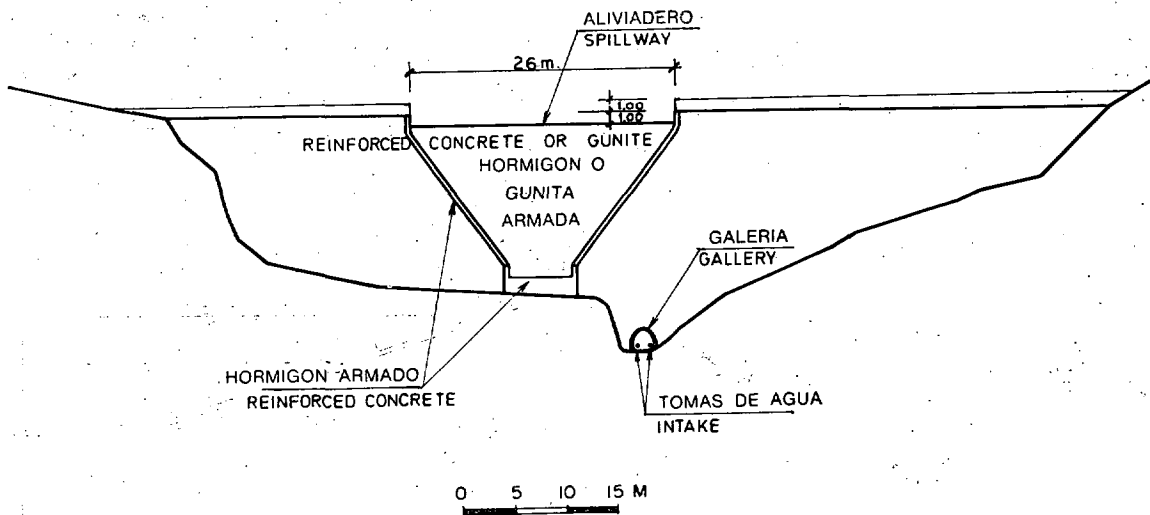 ALIVIADERO
SPILLWAY
26 m.
1.00
1.00
REINFORCED CONCRETE OR GUNITE
HORMIGON O
GUNITA
ARMADA
GALERIA
GALLERY
HORMIGON ARMADO
REINFORCED CONCRETE
TOMAS DE AGUA
INTAKE
0 5 10 15 M